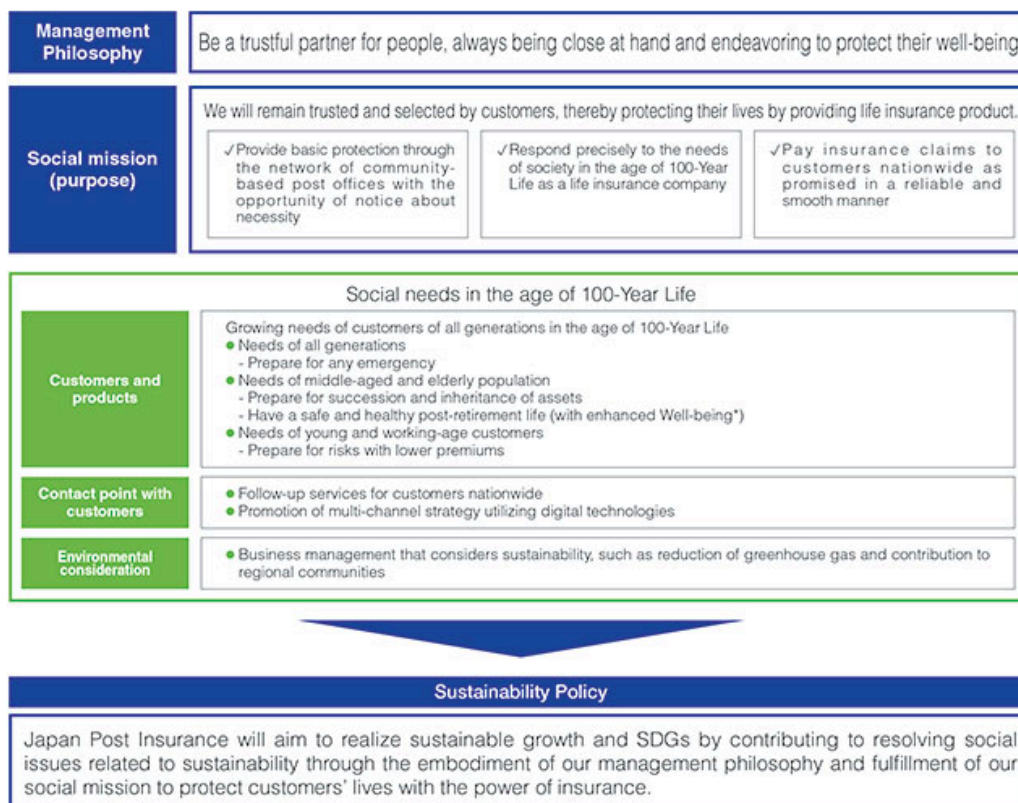 Management
Philosophy
Be a trustful partner for people, always being close at hand and endeavoring to protect their well-being
Social mission
(purpose)
We will remain trusted and selected by customers, thereby protecting their lives by providing life insurance product.
✓Provide basic protection through
the network of community-
based post offices with the
opportunity of notice about
necessity
✓Respond precisely to the needs
of society in the age of 100-Year
Life as a life insurance company
✓Pay insurance claims to
customers nationwide as
promised in a reliable and
smooth manner
Social needs in the age of 100-Year Life
Customers and
products
Growing needs of customers of all generations in the age of 100-Year Life
● Needs of all generations
- Prepare for any emergency
● Needs of middle-aged and elderly population
- Prepare for succession and inheritance of assets
- Have a safe and healthy post-retirement life (with enhanced Well-being*)
● Needs of young and working-age customers
- Prepare for risks with lower premiums
Contact point with
customers
● Follow-up services for customers nationwide
● Promotion of multi-channel strategy utilizing digital technologies
Environmental
consideration
● Business management that considers sustainability, such as reduction of greenhouse gas and contribution to
regional communities
Sustainability Policy
Japan Post Insurance will aim to realize sustainable growth and SDGs by contributing to resolving social
issues related to sustainability through the embodiment of our management philosophy and fulfillment of our
social mission to protect customers' lives with the power of insurance.